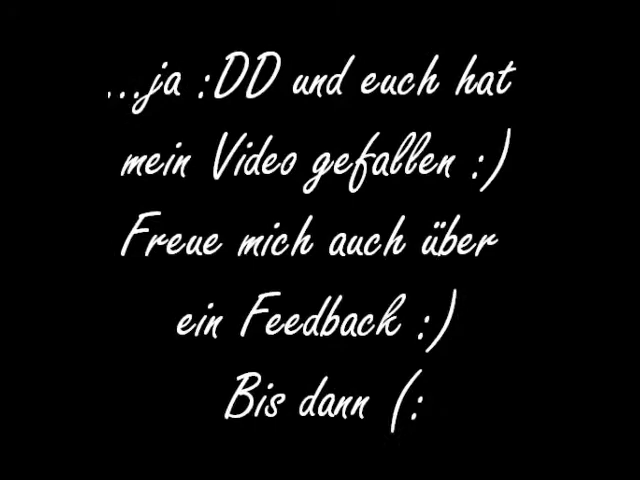 ...ja :DD und euch hat
mein Video gefallen :)
Freue mich auch über
ein Feedback :)
Bis dann (: